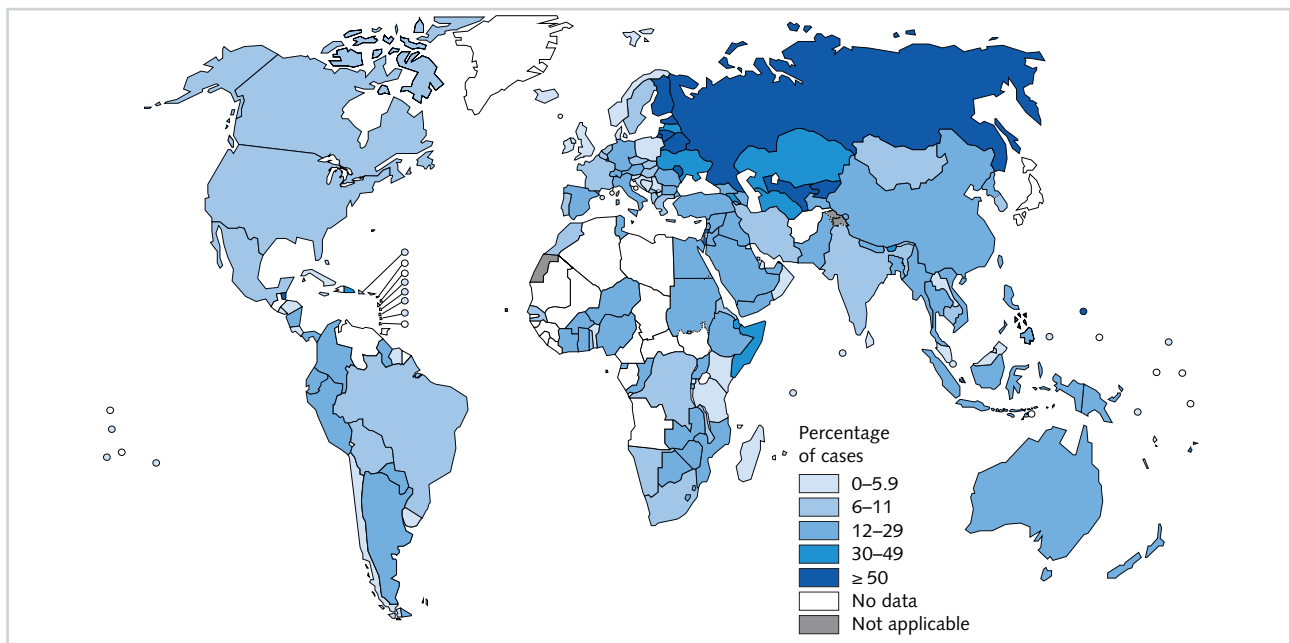 Percentage
of cases
0–5.9
6–11
12–29
30–49
≥ 50
No data
Not applicable